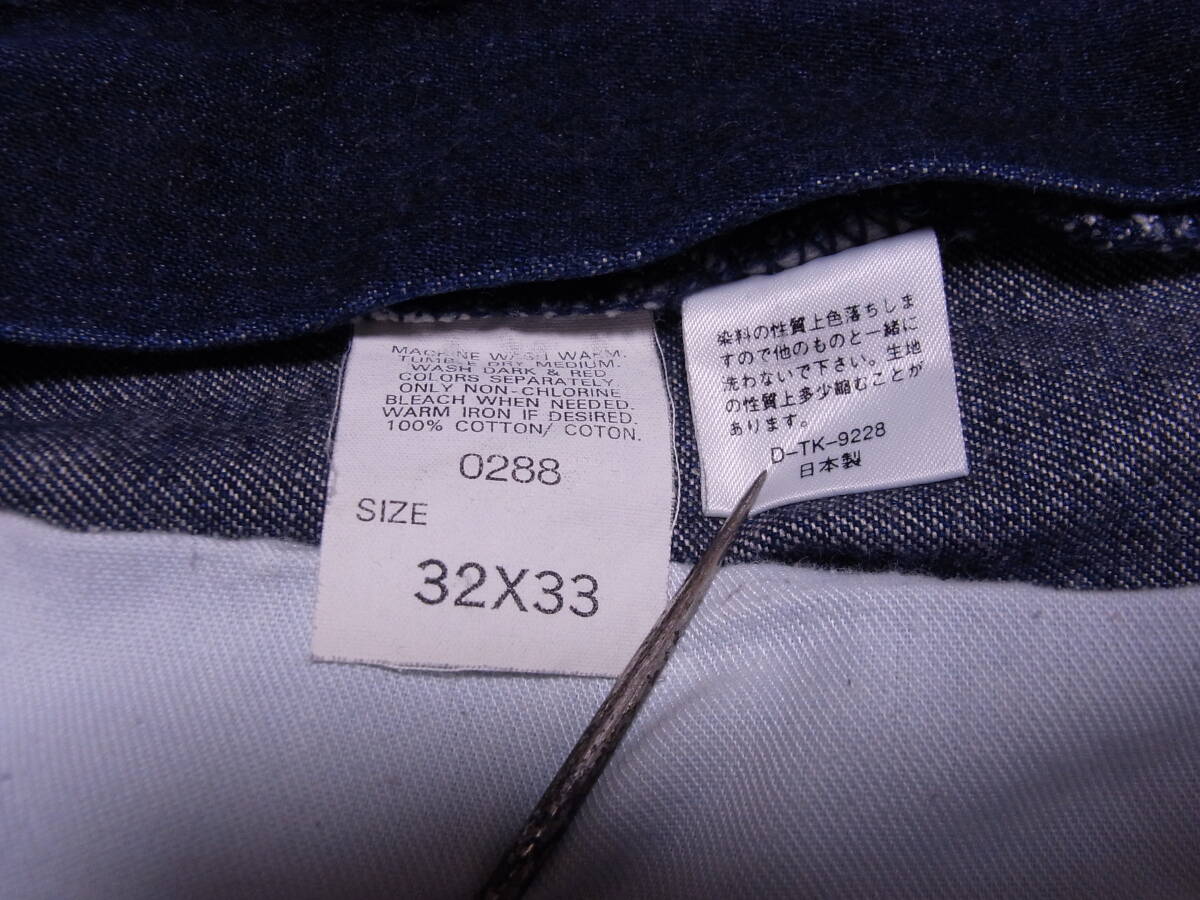 MACHINE WASH WARM.
TUMBLE DRY MEDIUM.
WASH DARK & RED
COLORS SEPARATELY.
ONLY NON-CHLORINE
BLEACH WHEN NEEDED.
WARM IRON IF DESIRED.
100% COTTON/ COTON.
0288
SIZE
32X33
染料の性質上色落ちしま
すので他のものと一緒に
洗わないで下さい。生地
の性質上多少縮むことが
あります。
D-TK-9228
日本製